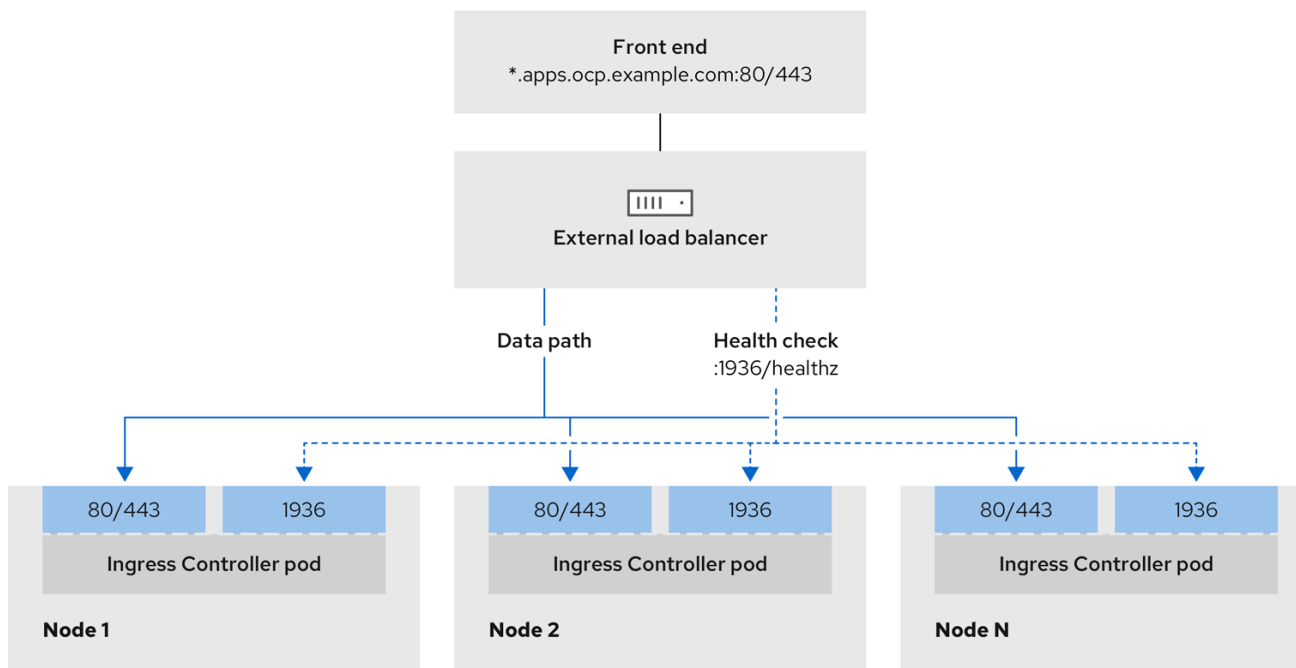 Front end
*.apps.ocp.example.com:80/443
External load balancer
Data path
Health check
:1936/healthz
80/443
1936
Ingress Controller pod
Node 1
80/443
1936
Ingress Controller pod
Node 2
80/443
1936
Ingress Controller pod
Node N